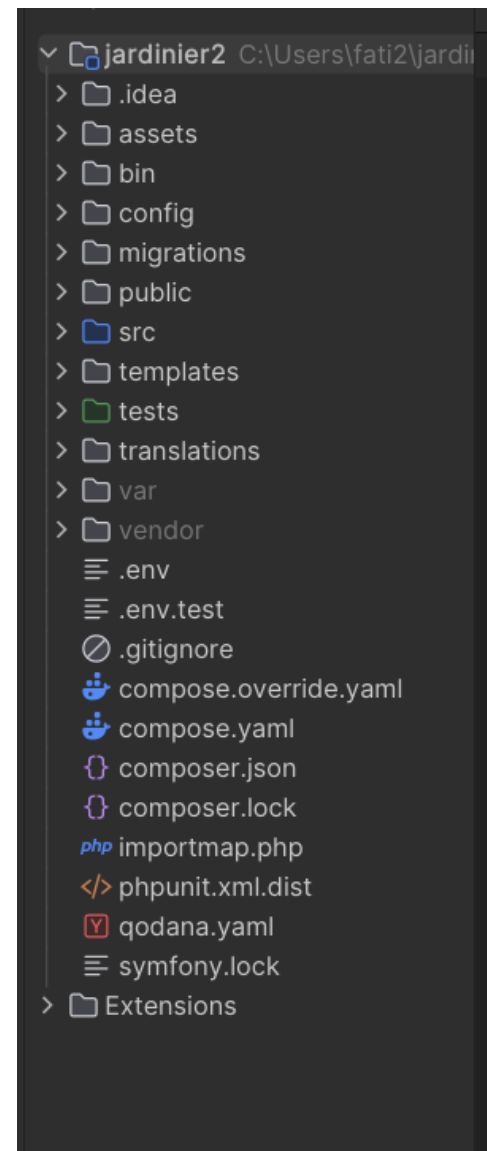 jardinier2 C:\Users\fati2\jardi
.idea
assets
bin
config
migrations
public
src
templates
tests
translations
var
vendor
.env
.env.test
.gitignore
compose.override.yaml
compose.yaml
{} composer.json
{} composer.lock
php importmap.php
</> phpunit.xml.dist
Y qodana.yaml
symfony.lock
Extensions